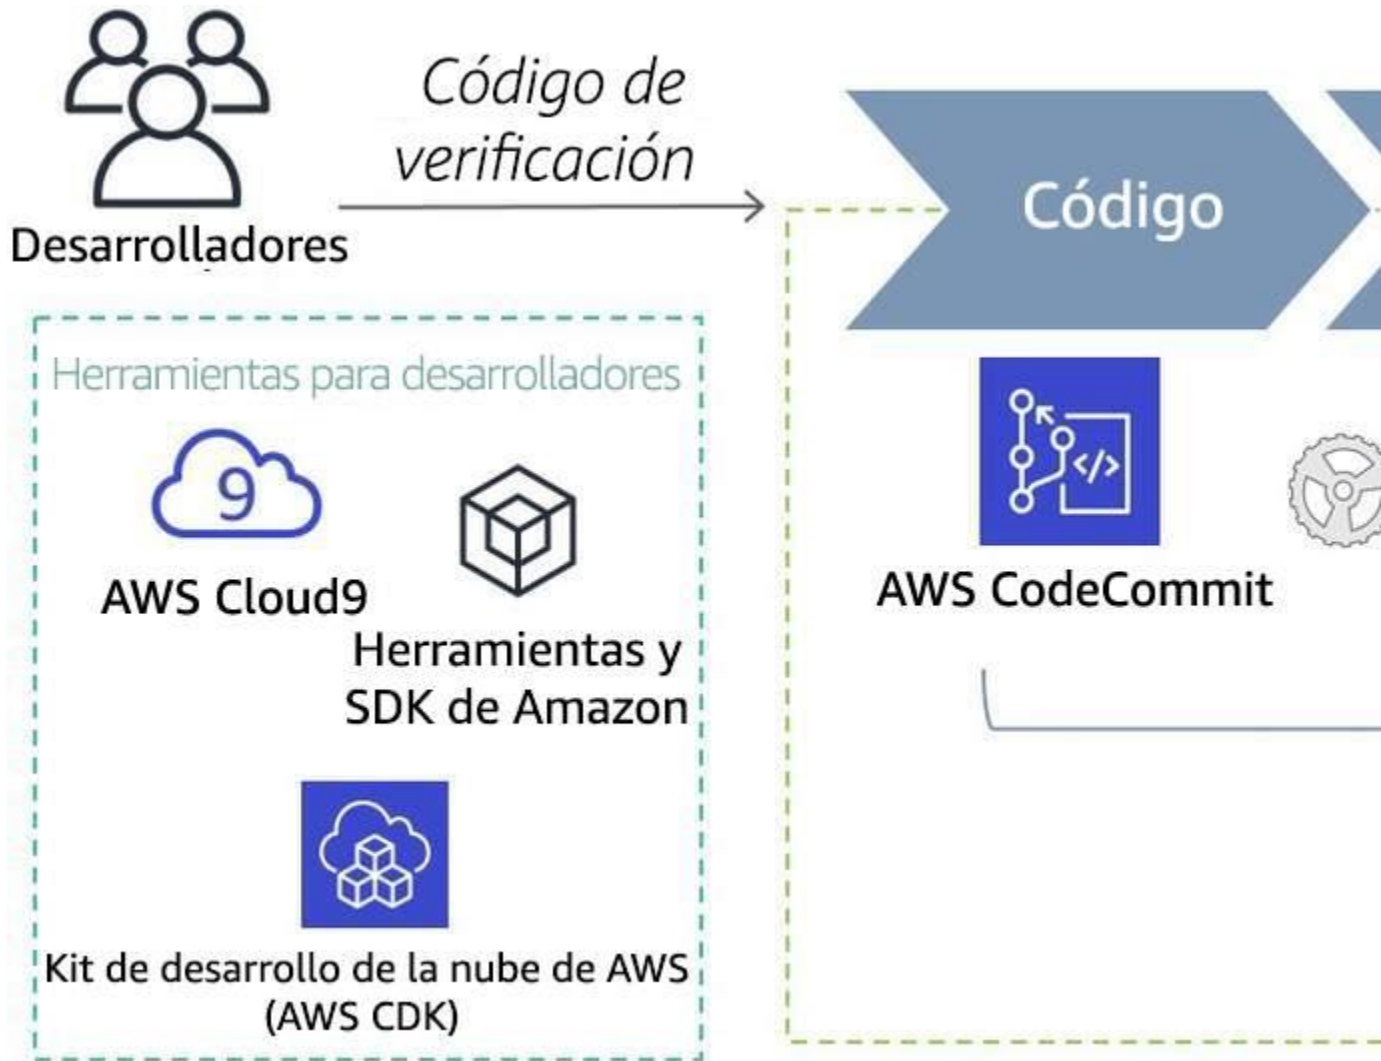 Código de
verificación
Desarrolladores
Código
Herramientas para desarrolladores
9
AWS Cloud9
Herramientas y
SDK de Amazon
Kit de desarrollo de la nube de AWS
(AWS CDK)
</>
AWS CodeCommit